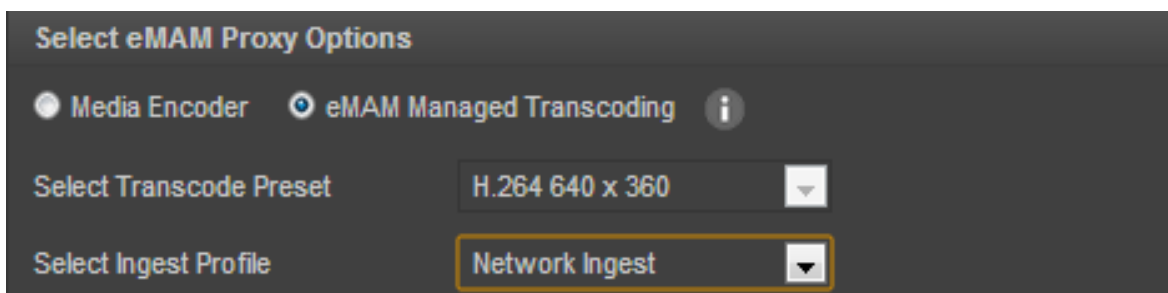 Select eMAM Proxy Options
Media Encoder eMAM Managed Transcoding i
Select Transcode Preset H.264 640 x 360
Select Ingest Profile Network Ingest